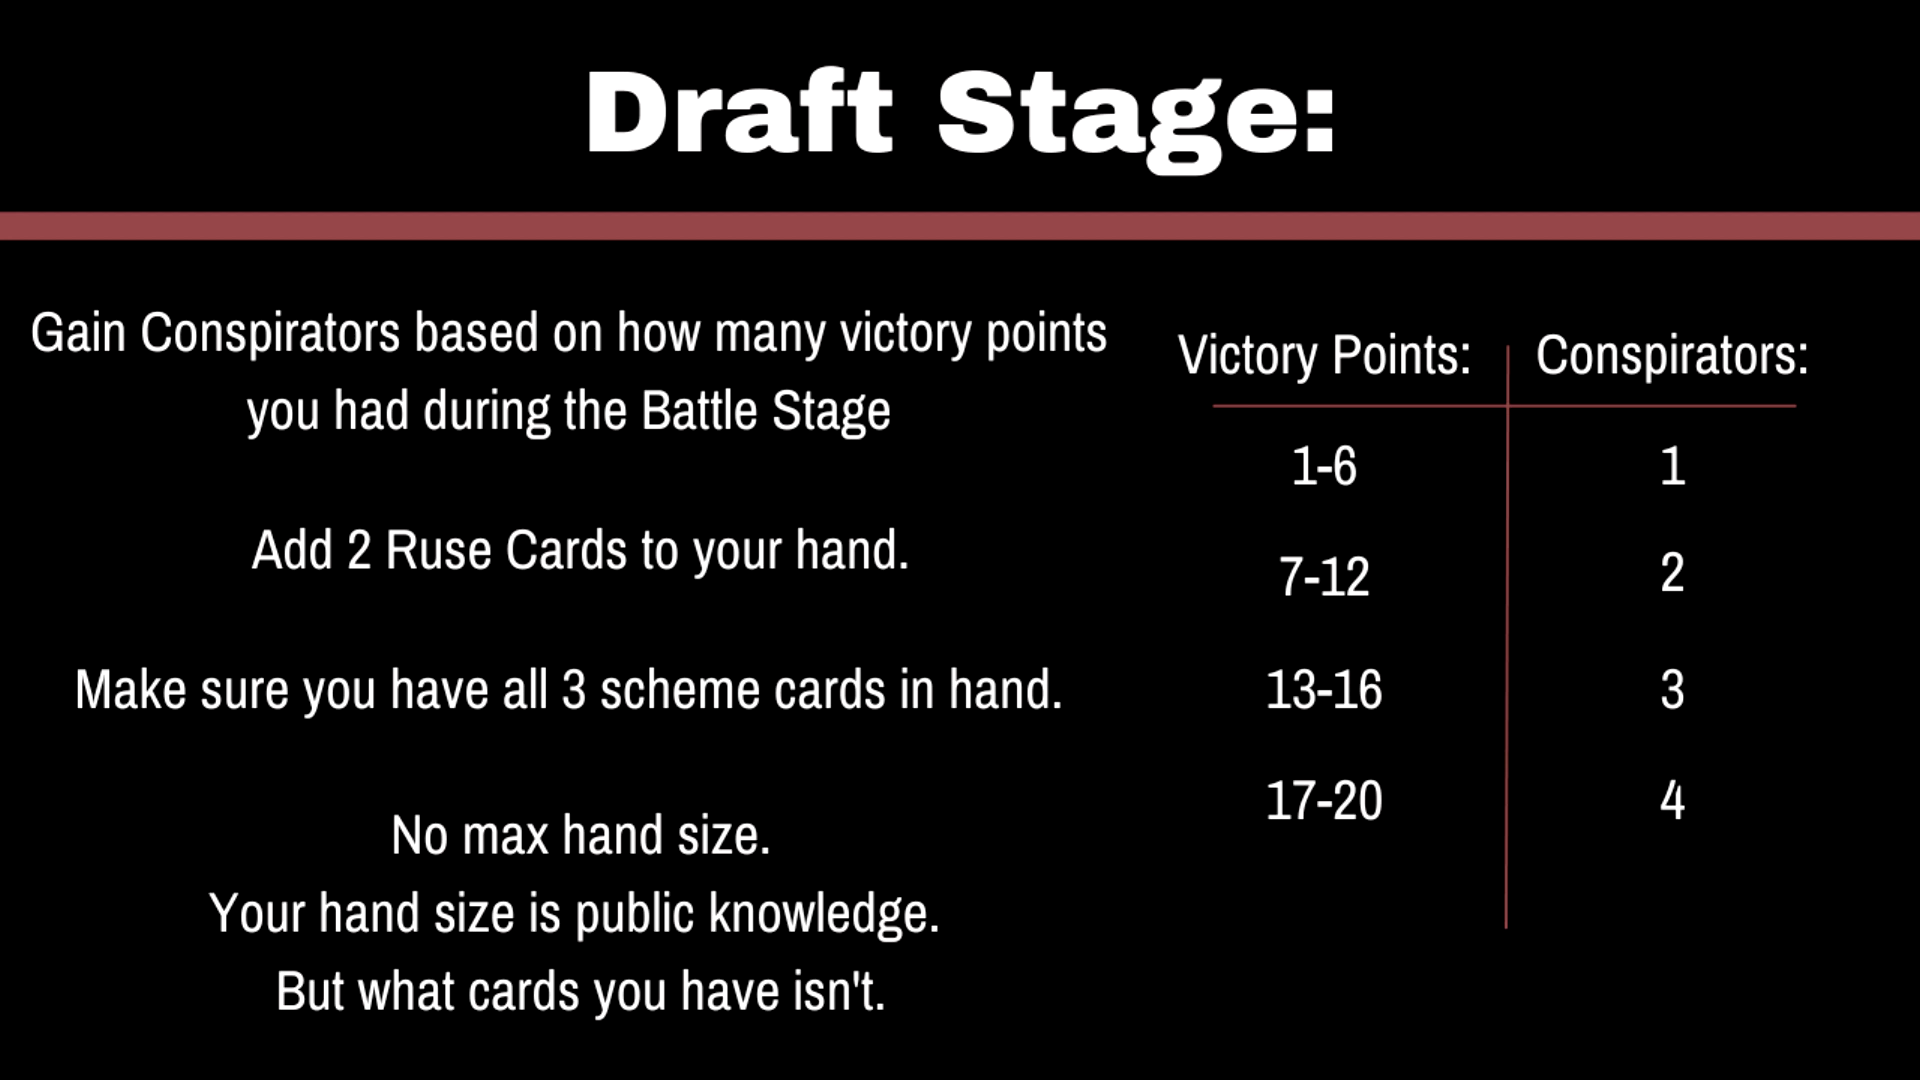 Draft Stage:
Gain Conspirators based on how many victory points
you had during the Battle Stage
Add 2 Ruse Cards to your hand.
Make sure you have all 3 scheme cards in hand.
No max hand size.
Your hand size is public knowledge.
But what cards you have isn't.
Victory Points: Conspirators:
1-6 1
7-12 2
13-16 3
17-20 4